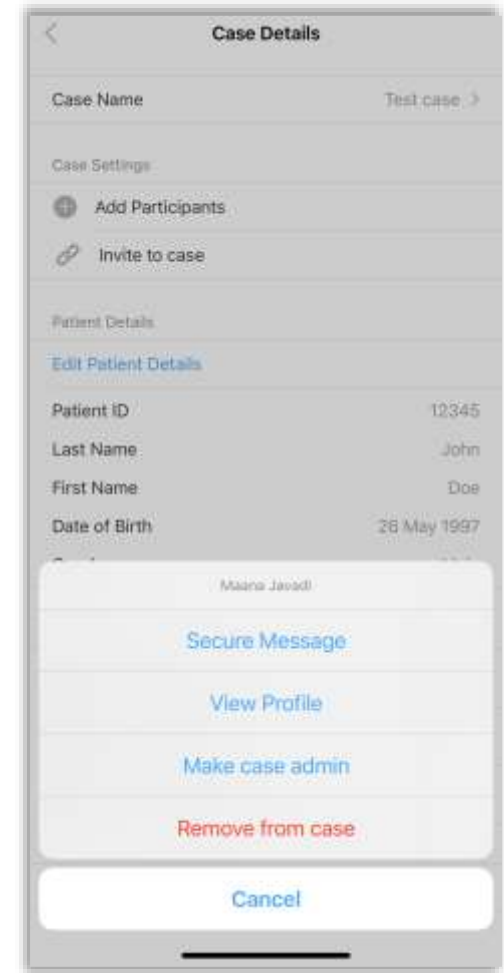 Case Details
Case Name Test case >
Case Settings
Add Participants
Invite to case
Patient Details
Edit Patient Details
Patient ID 12345
Last Name John
First Name Doe
Date of Birth 26 May 1997
Maana Javadi
Secure Message
View Profile
Make case admin
Remove from case
Cancel